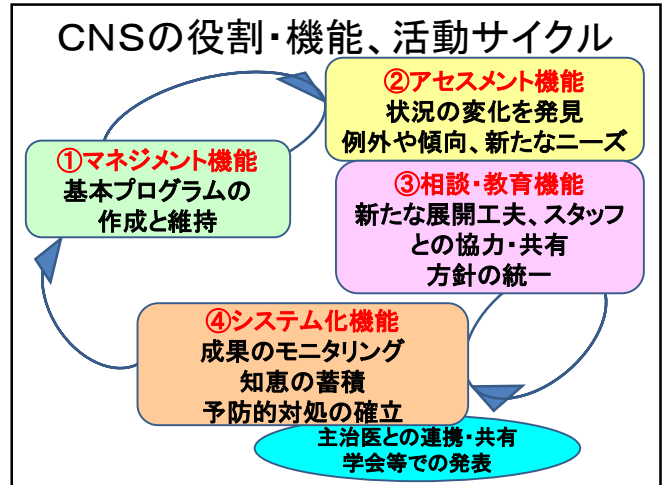 CNSの役割・機能、活動サイクル
①マネジメント機能
基本プログラムの
作成と維持
②アセスメント機能
状況の変化を発見
例外や傾向、新たなニーズ
③相談・教育機能
新たな展開工夫、スタッフ
との協力・共有
方針の統一
④システム化機能
成果のモニタリング
知恵の蓄積
予防的対処の確立
主治医との連携・共有
学会等での発表